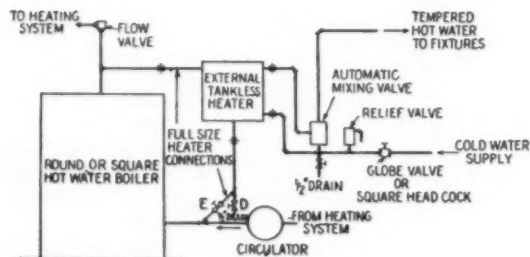 TO HEATING
SYSTEM
FLOW
VALVE
TEMPERED
HOT WATER
TO FIXTURES
EXTERNAL
TANKLESS
HEATER
AUTOMATIC
MIXING VALVE
RELIEF VALVE
FULL SIZE
HEATER
CONNECTIONS
COLD WATER
SUPPLY
ROUND OR SQUARE
HOT WATER BOILER
1/2" DRAIN
GLOBE VALVE
OR
SQUARE HEAD COCK
E
D
FROM HEATING
SYSTEM
CIRCULATOR